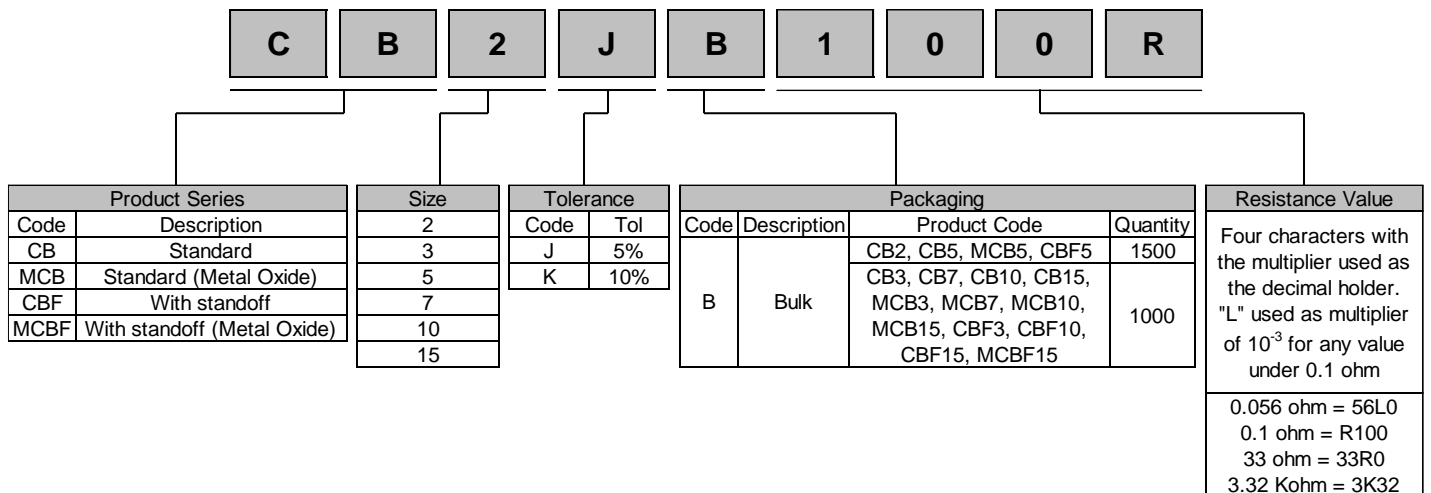 C B 2 J B 1 0 0 R
Product Series
Code Description
CB Standard
MCB Standard (Metal Oxide)
CBF With standoff
MCBF With standoff (Metal Oxide)
Size
2
3
5
7
10
15
Tolerance
Code Tol
J 5%
K 10%
Packaging
Code Description Product Code Quantity
B Bulk
CB2, CB5, MCB5, CBF5 1500
CB3, CB7, CB10, CB15,
MCB3, MCB7, MCB10,
MCB15, CBF3, CBF10,
CBF15, MCBF15
1000
Resistance Value
Four characters with
the multiplier used as
the decimal holder.
"L" used as multiplier
of 10⁻³ for any value
under 0.1 ohm
0.056 ohm = 56L0
0.1 ohm = R100
33 ohm = 33R0
3.32 Kohm = 3K32